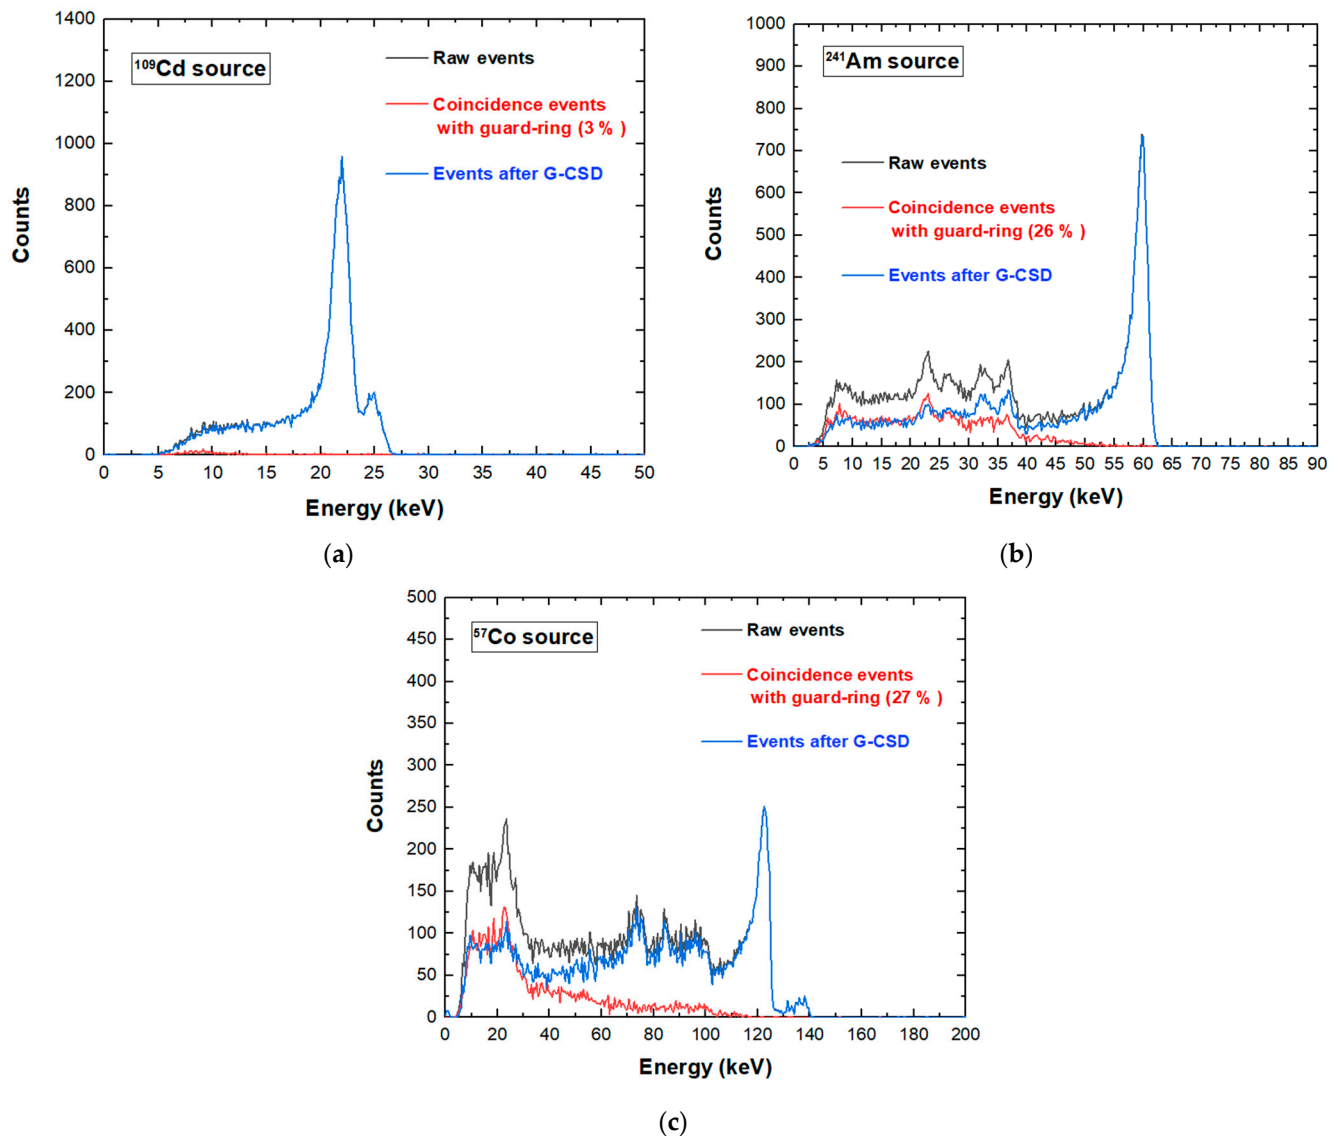 1400
1200
1000
800
600
400
200
0
Counts
¹⁰⁹Cd source
Raw events
Coincidence events
with guard-ring (3 % )
Events after G-CSD
0 5 10 15 20 25 30 35 40 45 50
Energy (keV)
(a)
1000
900
800
700
600
500
400
300
200
100
0
Counts
²⁴¹Am source
Raw events
Coincidence events
with guard-ring (26 % )
Events after G-CSD
0 5 10 15 20 25 30 35 40 45 50 55 60 65 70 75 80 85 90
Energy (keV)
(b)
500
450
400
350
300
250
200
150
100
50
0
Counts
⁵⁷Co source
Raw events
Coincidence events
with guard-ring (27 % )
Events after G-CSD
0 20 40 60 80 100 120 140 160 180 200
Energy (keV)
(c)